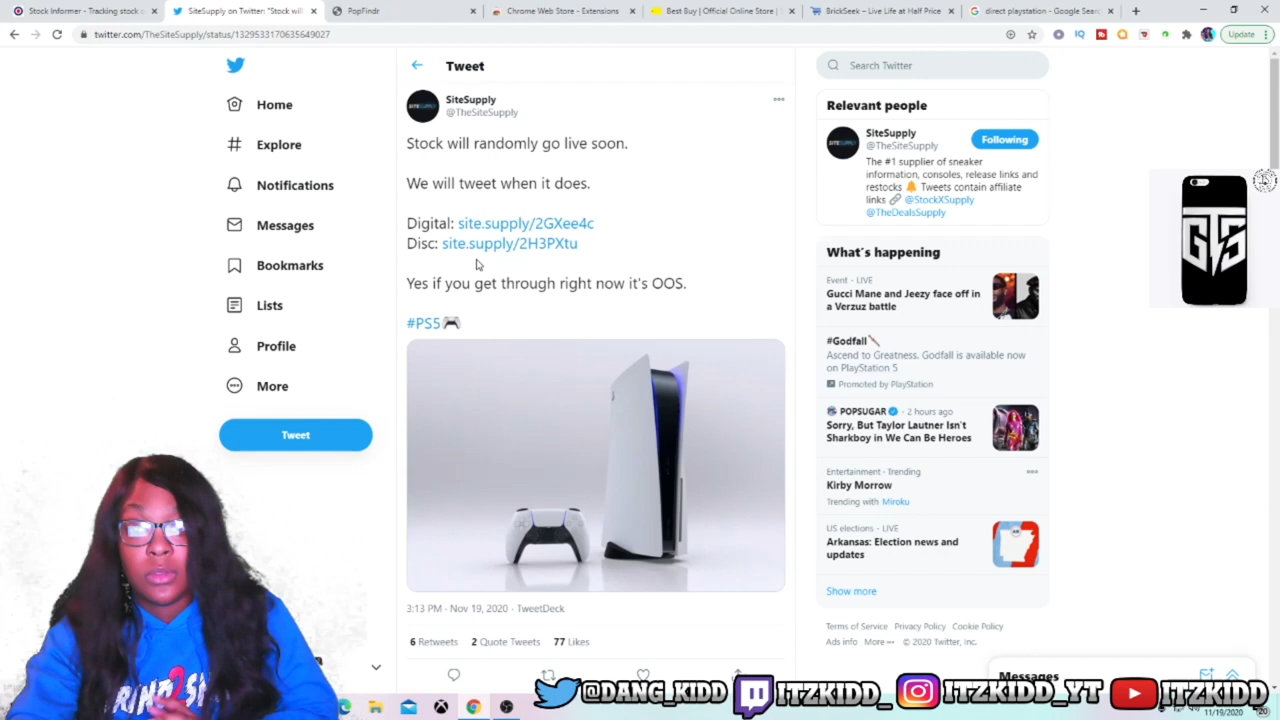 Stock Informer - Tracking stock o
SiteSupply on Twitter: "Stock will
PopFindr
Chrome Web Store - Extensions
Best Buy | Official Online Store | S
BrickSeek – Live Life at Half Price
direct playstation - Google Searc
twitter.com/TheSiteSupply/status/1329533170635649027
Update
Home
Explore
Notifications
Messages
Bookmarks
Lists
Profile
More
Tweet
Tweet
SiteSupply
@TheSiteSupply
Stock will randomly go live soon.
We will tweet when it does.
Digital: site.supply/2GXee4c
Disc: site.supply/2H3PXtu
Yes if you get through right now it's OOS.
#PS5🎮
3:13 PM · Nov 19, 2020 · TweetDeck
6 Retweets 2 Quote Tweets 77 Likes
Search Twitter
Relevant people
SiteSupply
@TheSiteSupply
Following
The #1 supplier of sneaker
information, consoles, release links and
restocks 🔔 Tweets contain affiliate
links 🔗 @StockXSupply
@TheDealsSupply
What's happening
Event · LIVE
Gucci Mane and Jeezy face off in
a Verzuz battle
#Godfall
Ascend to Greatness. Godfall is available now
on PlayStation 5
Promoted by PlayStation
POPSUGAR · 2 hours ago
Sorry, But Taylor Lautner Isn't
Sharkboy in We Can Be Heroes
Entertainment · Trending
Kirby Morrow
Trending with Miroku
US elections · LIVE
Arkansas: Election news and
updates
Show more
Terms of Service Privacy Policy Cookie Policy
Ads info More ··· © 2020 Twitter, Inc.
Messages
GTS
@DANG_KIDD
ITZKIDD_
ITZKIDD_YT
ITZKIDD
11/19/2020
20